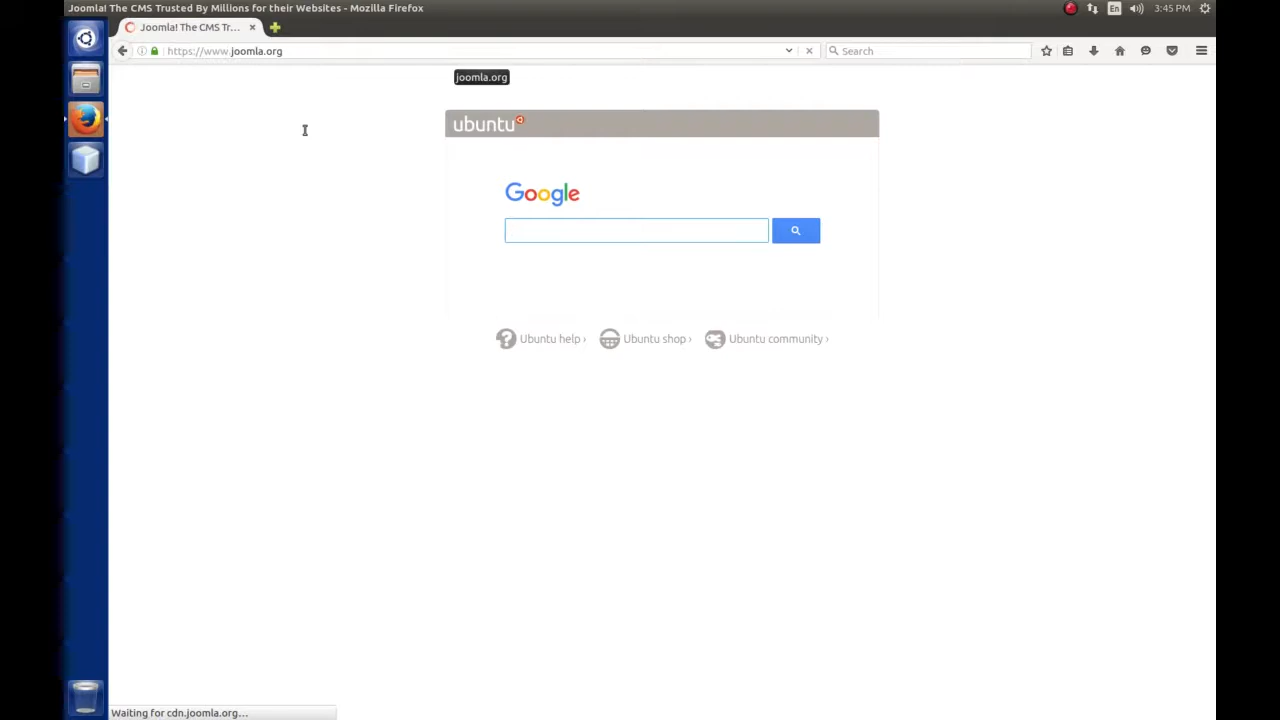 Joomla! The CMS Trusted By Millions for their Websites - Mozilla Firefox
En
3:45 PM
Joomla! The CMS Tr...
https://www.joomla.org
Search
joomla.org
ubuntu
Google
Ubuntu help ›
Ubuntu shop ›
Ubuntu community ›
Waiting for cdn.joomla.org...